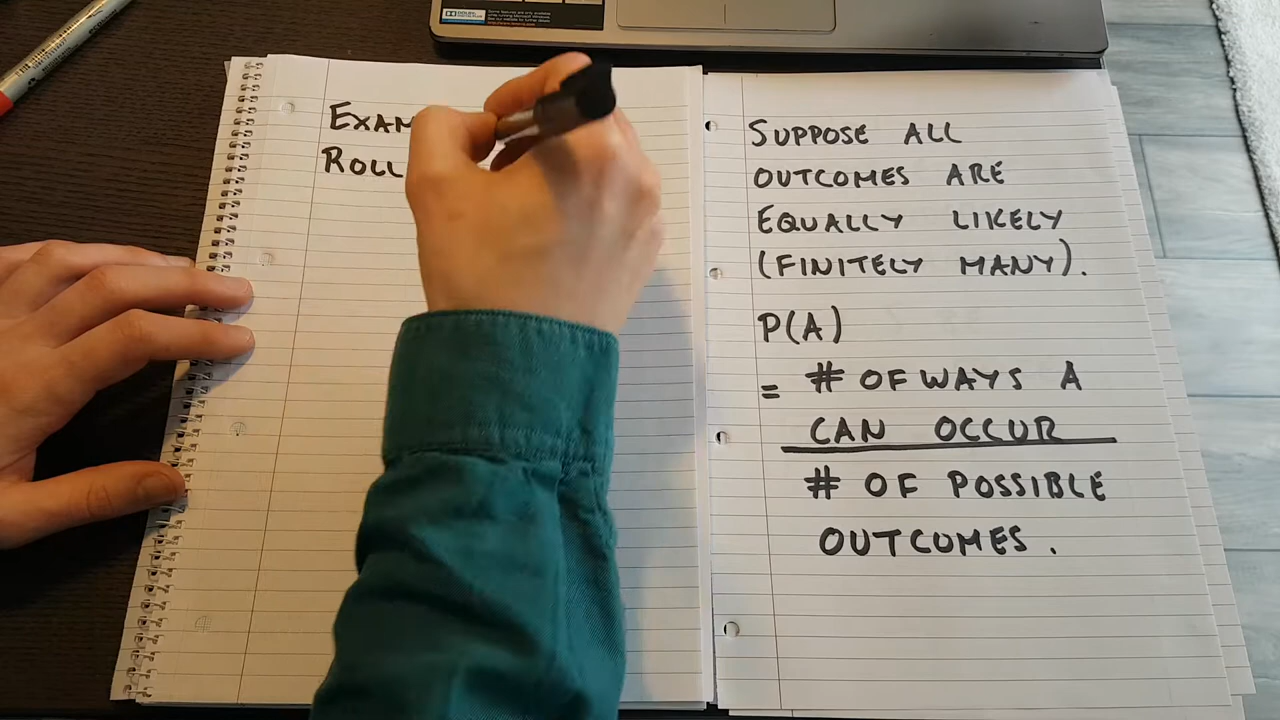 EXAM
ROLL
SUPPOSE ALL
OUTCOMES ARE
EQUALLY LIKELY
(FINITELY MANY).
P(A)
= # OF WAYS A
CAN OCCUR
# OF POSSIBLE
OUTCOMES.